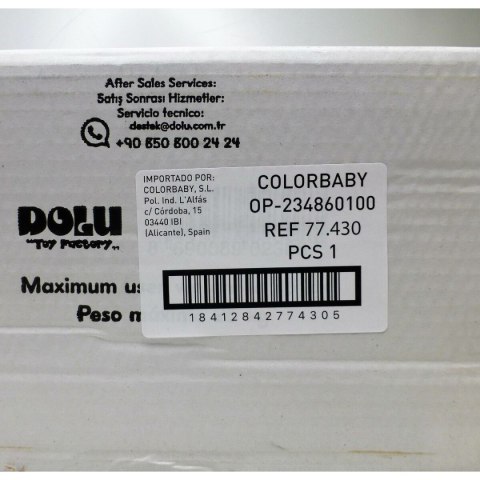 After Sales Services:
Satış Sonrası Hizmetler:
Servicio tecnico:
destek@dolu.com.tr
+90 850 800 24 24
IMPORTADO POR:
COLORBABY, S.L.
Pol. Ind. L'Alfàs
c/ Córdoba, 15
03440 IBI
(Alicante), Spain
COLORBABY
OP-234860100
REF 77.430
PCS 1
18412842774305
DOLU
"Toy Factory"
Maximum
Peso